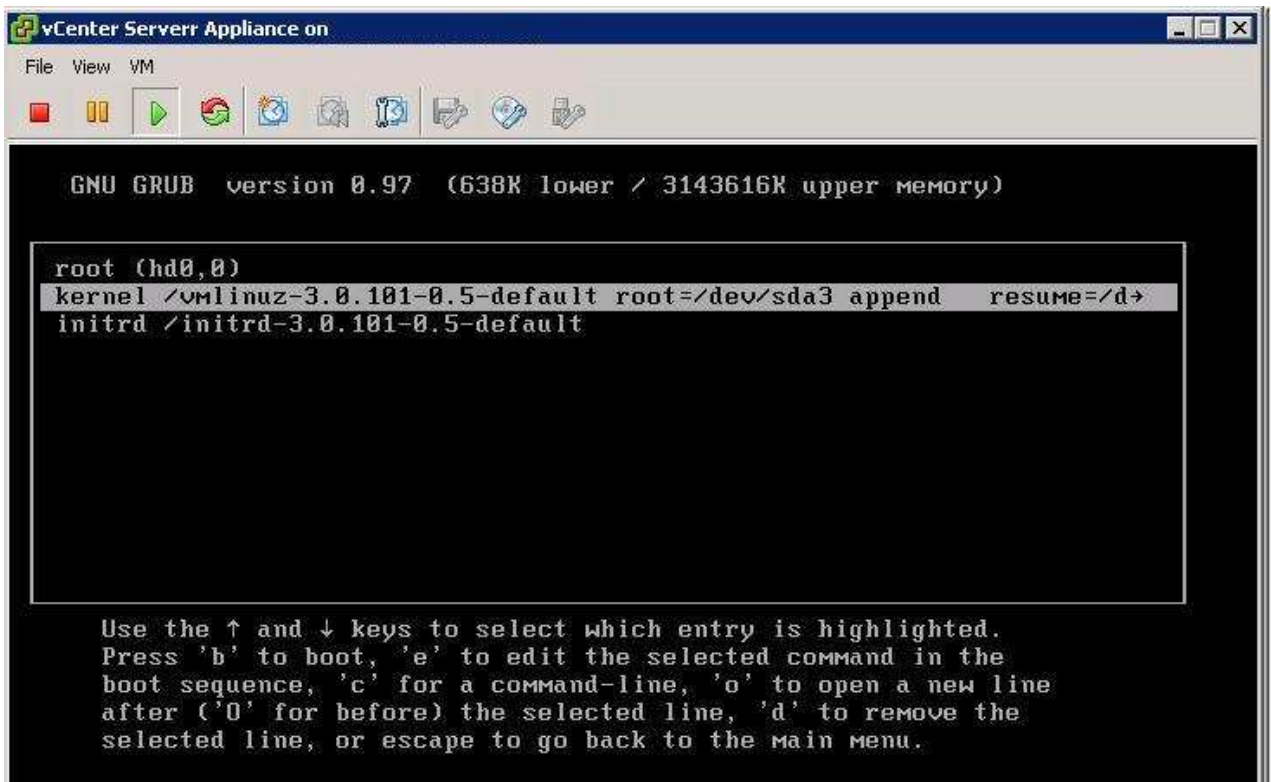 vCenter Serverr Appliance on
File View VM
GNU GRUB version 0.97 (638K lower / 3143616K upper memory)
root (hd0,0)
kernel /vmlinuz-3.0.101-0.5-default root=/dev/sda3 append resume=/d→
initrd /initrd-3.0.101-0.5-default
Use the ↑ and ↓ keys to select which entry is highlighted.
Press 'b' to boot, 'e' to edit the selected command in the
boot sequence, 'c' for a command-line, 'o' to open a new line
after ('O' for before) the selected line, 'd' to remove the
selected line, or escape to go back to the main menu.